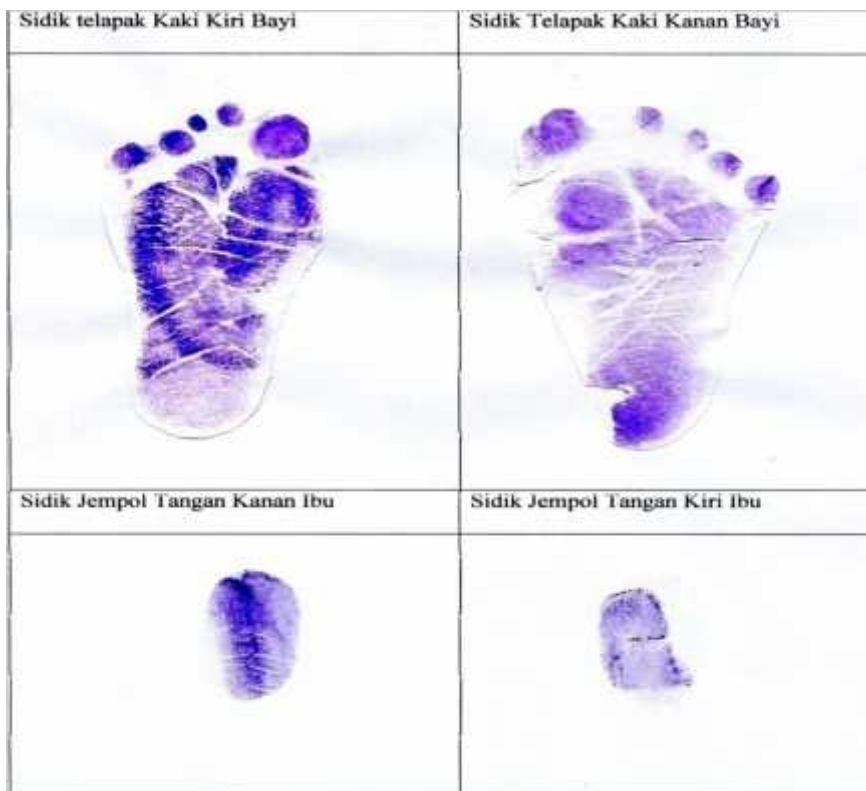 Sidik telapak Kaki Kiri Bayi
Sidik Telapak Kaki Kanan Bayi
Sidik Jempol Tangan Kanan Ibu
Sidik Jempol Tangan Kiri Ibu